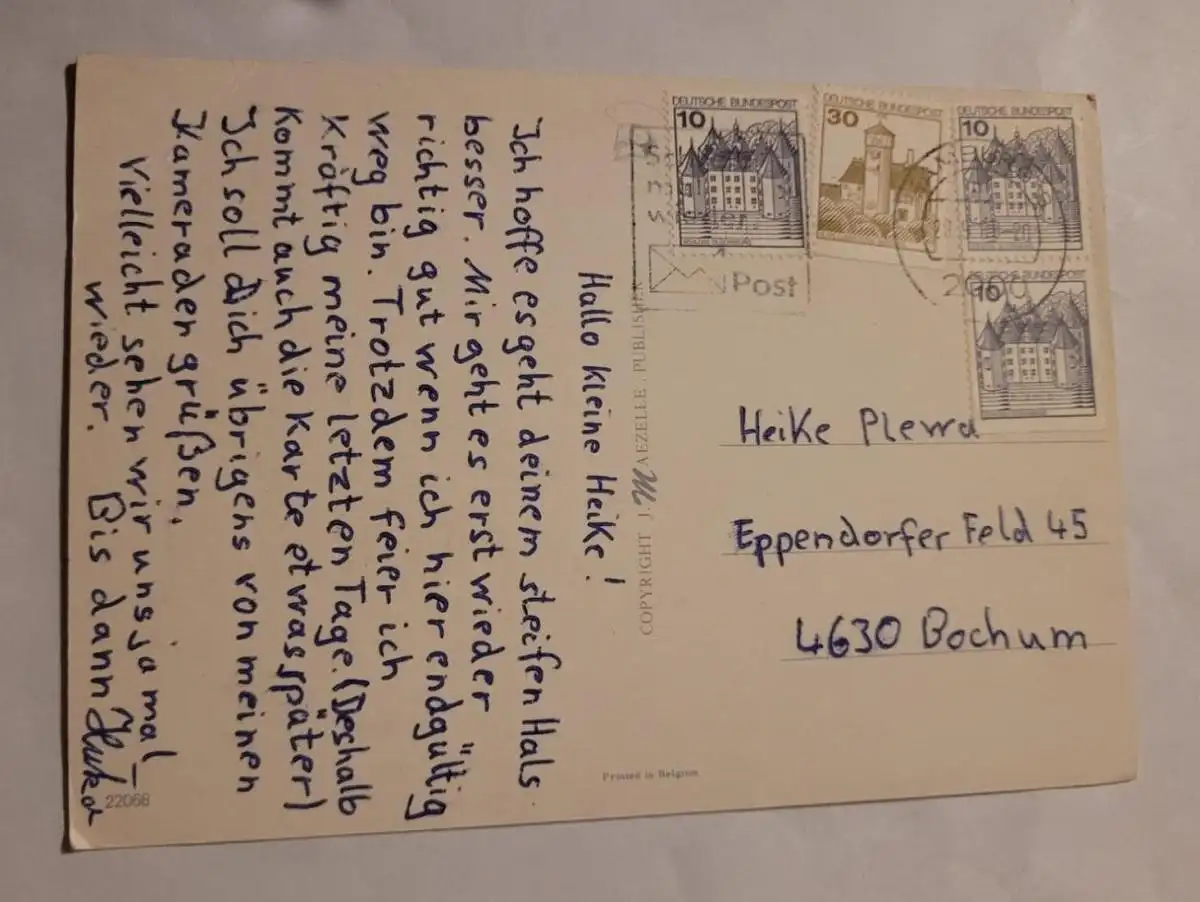 Hallo kleine Heike!
Ich hoffe es geht deinem steifen Hals
besser. Mir geht es erst wieder
richtig gut wenn ich hier endgültig
weg bin. Trotzdem feier ich
kräftig meine letzten Tage. (Deshalb
kommt auch die Karte etwas später)
Ich soll Dich übrigens von meinen
Kameraden grüßen.
Vielleicht sehen wir uns ja mal
wieder. Bis dann
22068
COPYRIGHT J. MAEZELLE. PUBLISHER
DEUTSCHE BUNDESPOST
10
DEUTSCHE BUNDESPOST
30
DEUTSCHE BUNDESPOST
10
DEUTSCHE BUNDESPOST
10
Post
Heike Plewa
Eppendorfer Feld 45
4630 Bochum
Printed in Belgium